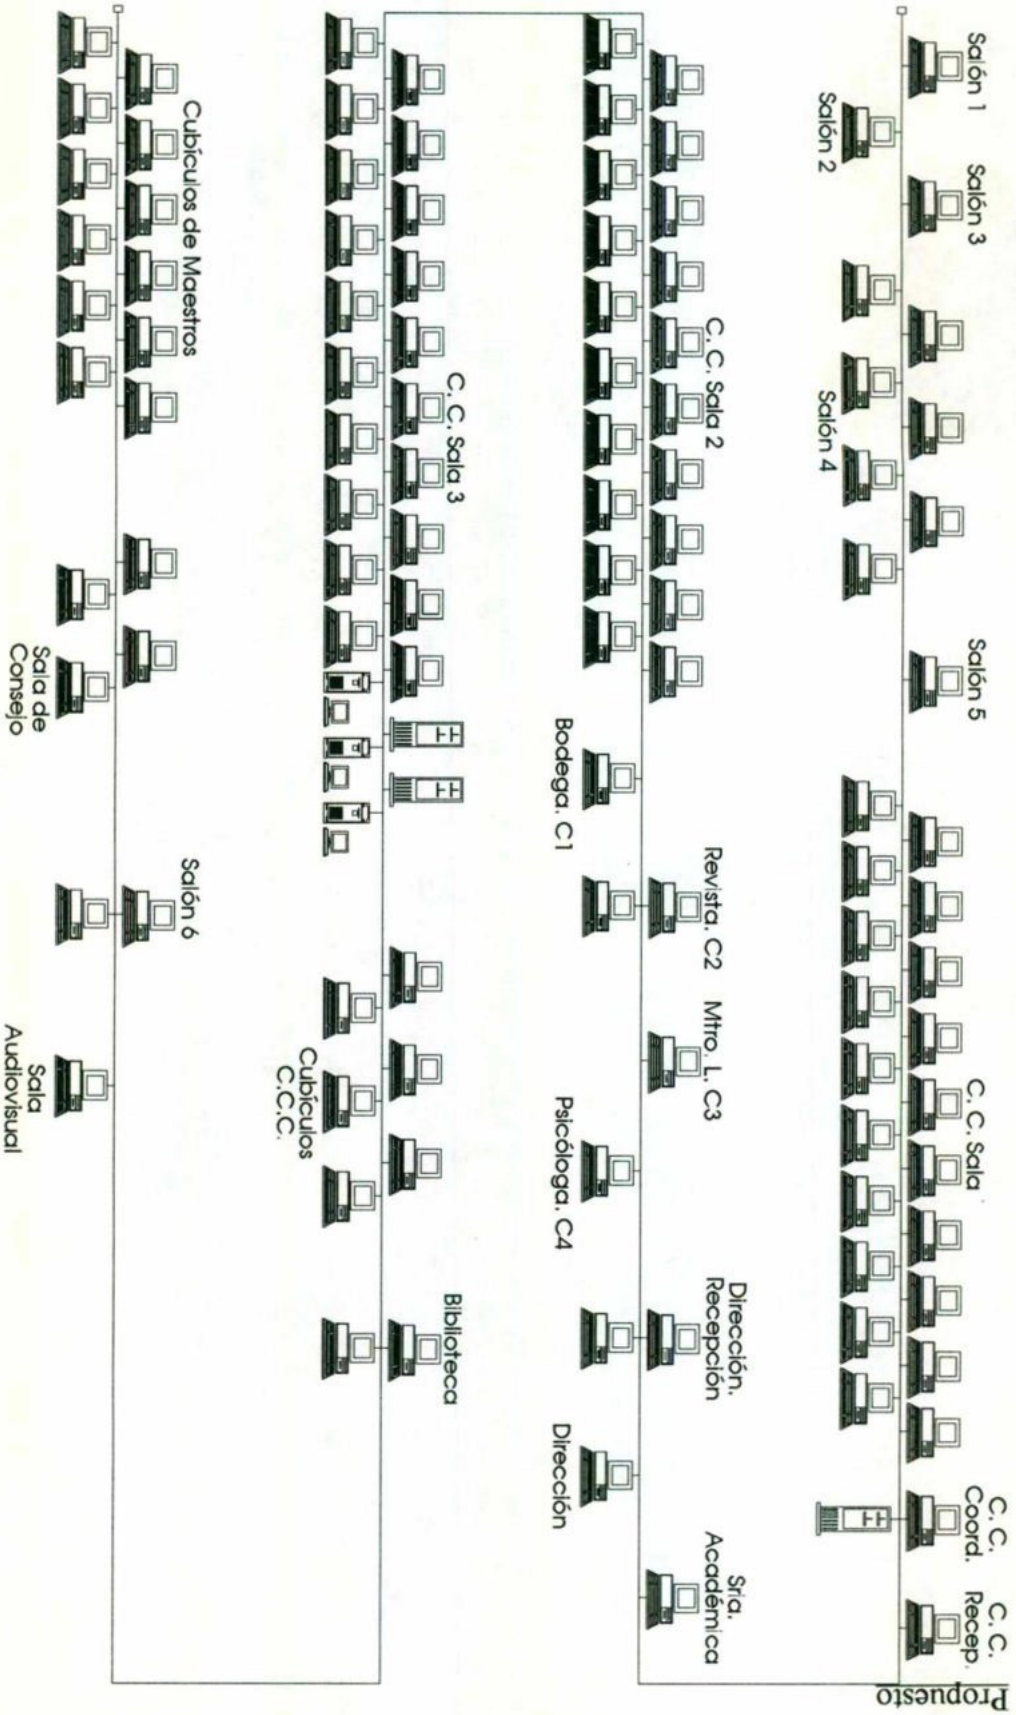 Propuesto
Salón 1
Salón 2
Salón 3
Salón 4
Salón 5
C. C. Sala
C. C.
Coord.
C. C.
Recep.
C. C. Sala 2
Bodega. C1
Revista. C2
Mtro. L. C3
Psicóloga. C4
Dirección.
Recepción
Dirección
Sria.
Académica
C. C. Sala 3
Cubículos
C.C.C.
Biblioteca
Cubículos de Maestros
Sala de
Consejo
Salón 6
Sala
Audiovisual